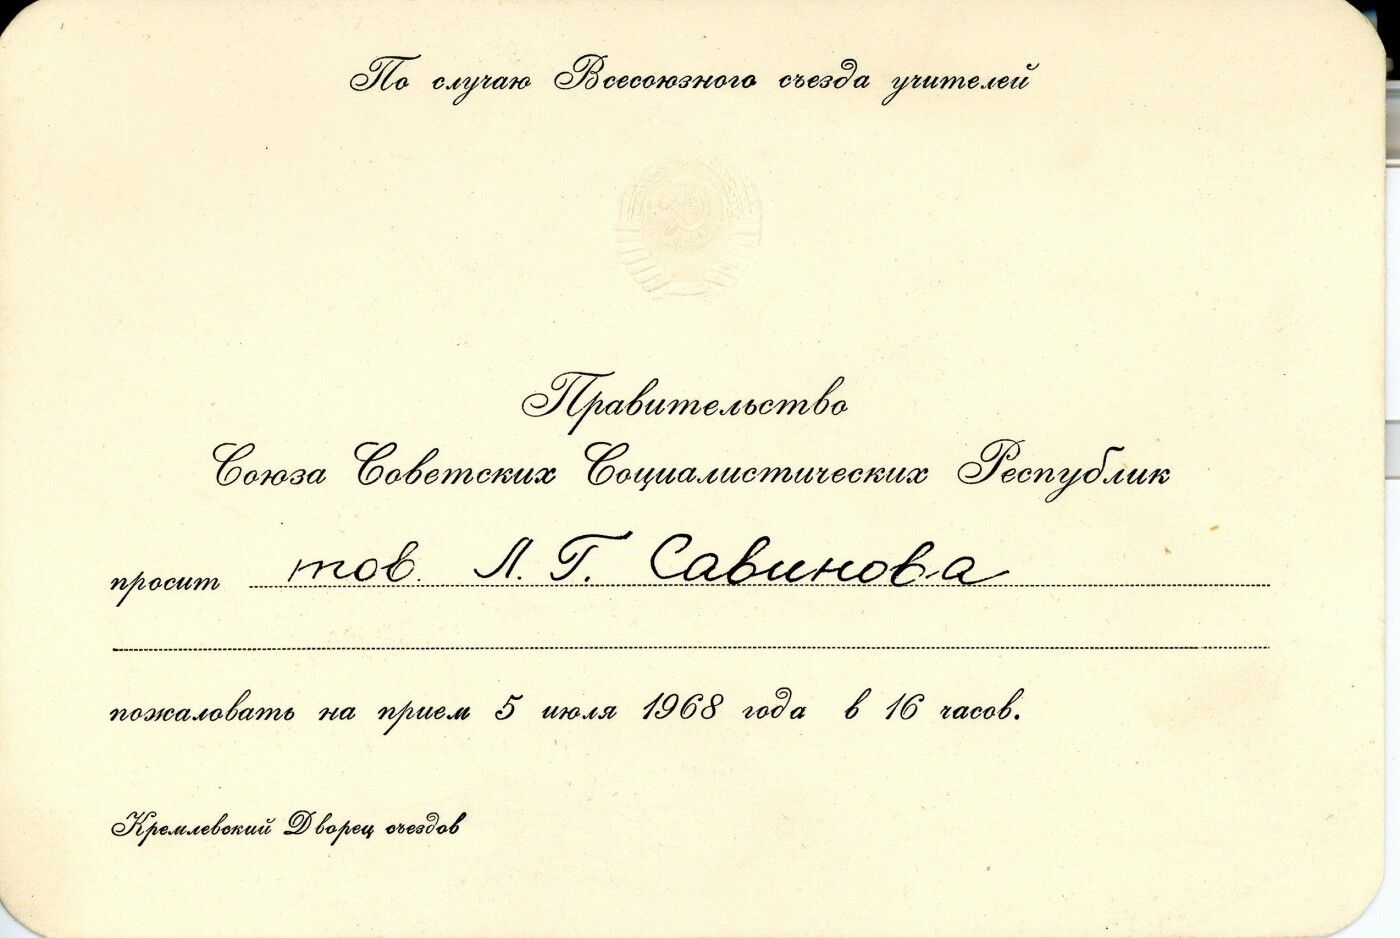 По случаю Всесоюзного съезда учителей
Правительство
Союза Советских Социалистических Республик
просит тов. Л. Г. Савинова
пожаловать на прием 5 июля 1968 года в 16 часов.
Кремлевский Дворец съездов